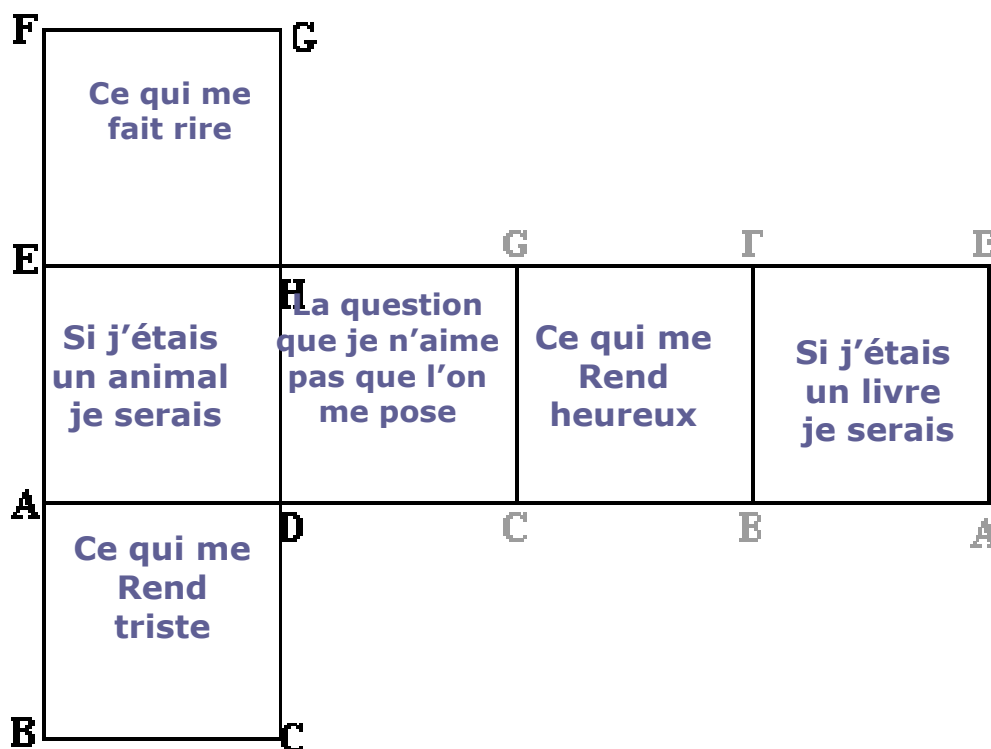 F
G
Ce qui me
fait rire
E
G
F
E
H
Si j’étais
un animal
je serais
La question
que je n’aime
pas que l’on
me pose
Ce qui me
Rend
heureux
Si j’étais
un livre
je serais
A
D
C
B
A
Ce qui me
Rend
triste
B
C